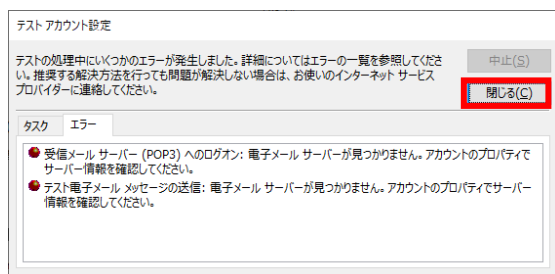 テスト アカウント設定
テストの処理中にいくつかのエラーが発生しました。詳細についてはエラーの一覧を参照してくださ
い。推奨する解決方法を行っても問題が解決しない場合は、お使いのインターネット サービス
プロバイダーに連絡してください。
中止(S)
閉じる(C)
タスク エラー
受信メール サーバー (POP3) へのログオン: 電子メール サーバーが見つかりません。アカウントのプロパティで
サーバー情報を確認してください。
テスト電子メール メッセージの送信: 電子メール サーバーが見つかりません。アカウントのプロパティでサーバー
情報を確認してください。